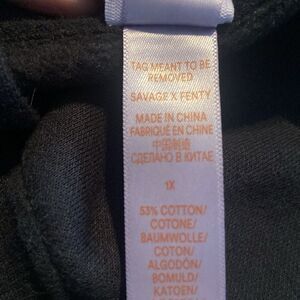 TAG MEANT TO BE
REMOVED
SAVAGE X FENTY
MADE IN CHINA
FABRIQUÉ EN CHINE
中国制造
СДЕЛАНО В КИТАЕ
1X
53% COTTON/
COTONE/
BAUMWOLLE/
COTON/
ALGODÓN/
BOMULD/
KATOEN/